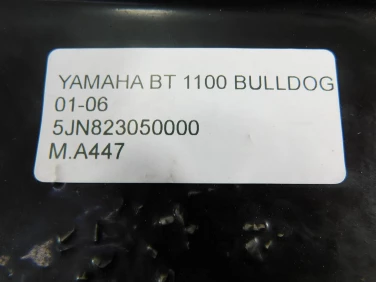 YAMAHA BT 1100 BULLDOG
01-06
5JN823050000
M.A447